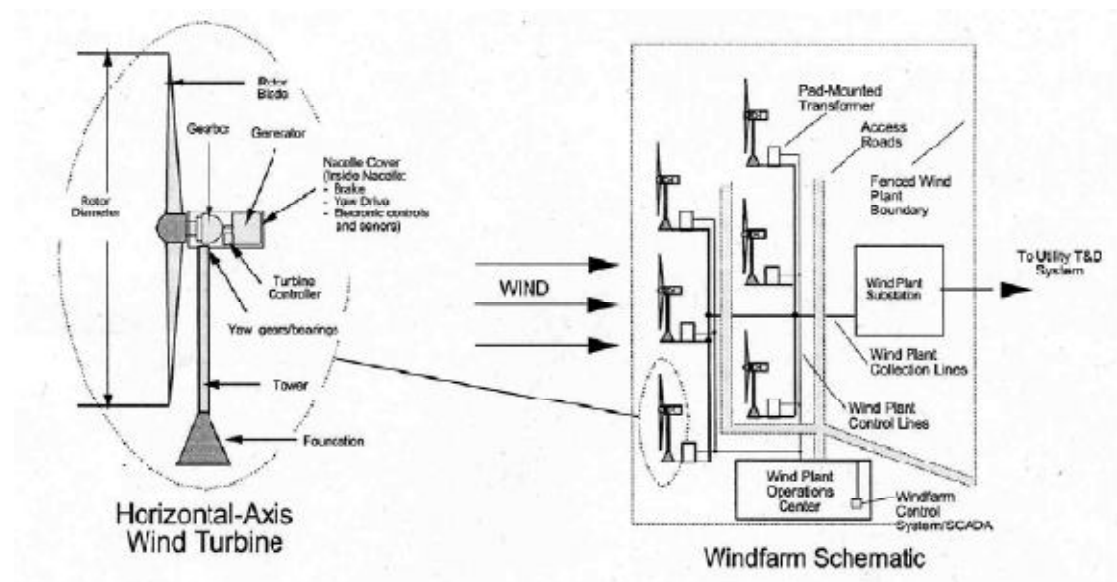 Rotor
Blade
Gearbox
Generator
Nacelle Cover
(Inside Nacelle:
- Brake
- Yaw Drive
- Electronic controls
and sensors)
Rotor
Diameter
Turbine
Controller
Yaw gears/bearings
Tower
Foundation
Horizontal-Axis
Wind Turbine
WIND
Pad-Mounted
Transformer
Access
Roads
Fenced Wind
Plant
Boundary
Wind Plant
Substation
To Utility T&D
System
Wind Plant
Collection Lines
Wind Plant
Control Lines
Wind Plant
Operations
Center
Windfarm
Control
System/SCADA
Windfarm Schematic